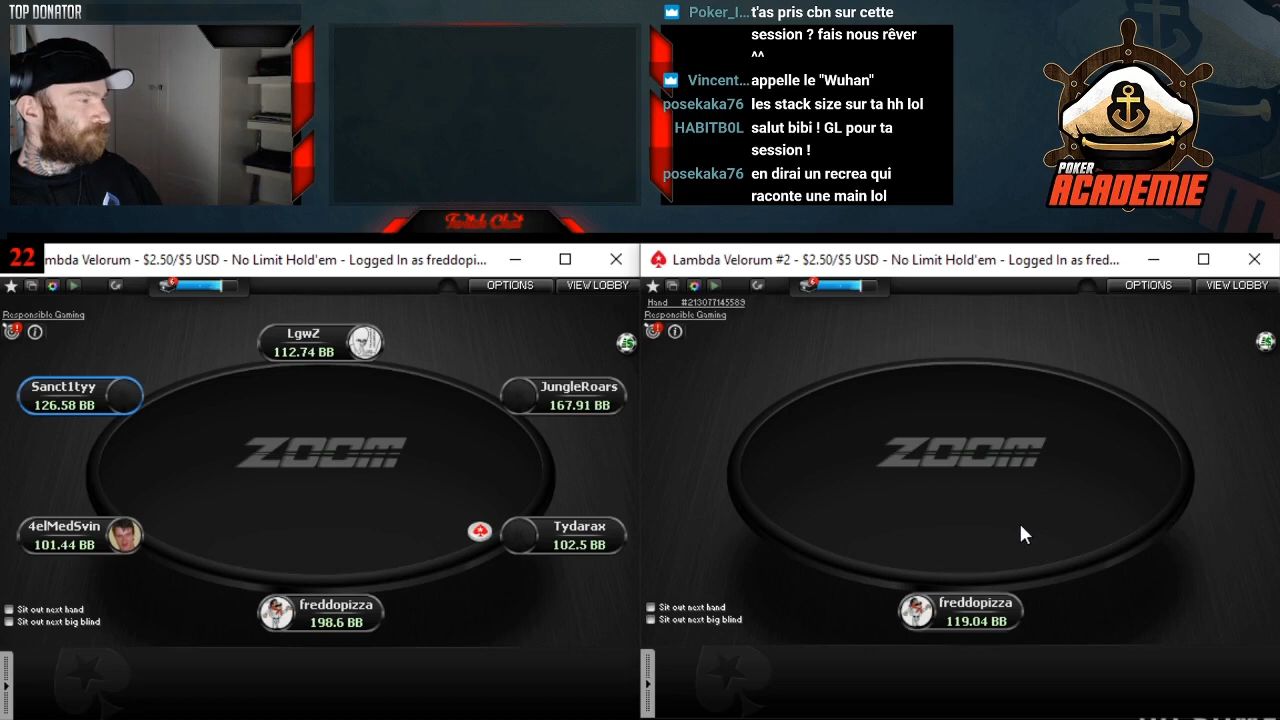 TOP DONATOR
Poker_I... t'as pris cbn sur cette
session ? fais nous rêver
^^
Vincent... appelle le "Wuhan"
posekaka76 les stack size sur ta hh lol
HABITB0L salut bibi ! GL pour ta
session !
posekaka76 en dirai un recrea qui
raconte une main lol
POKER
ACADEMIE
Twitch Chat
22
mbda Velorum - $2.50/$5 USD - No Limit Hold'em - Logged In as freddopi...
Lambda Velorum #2 - $2.50/$5 USD - No Limit Hold'em - Logged In as fred...
OPTIONS
VIEW LOBBY
OPTIONS
VIEW LOBBY
Hand #213077145589
Responsible Gaming
Responsible Gaming
LgwZ
112.74 BB
Sanct1tyy
126.58 BB
JungleRoars
167.91 BB
ZOOM
ZOOM
4elMedSvin
101.44 BB
Tydarax
102.5 BB
freddopizza
198.6 BB
freddopizza
119.04 BB
Sit out next hand
Sit out next big blind
Sit out next hand
Sit out next big blind